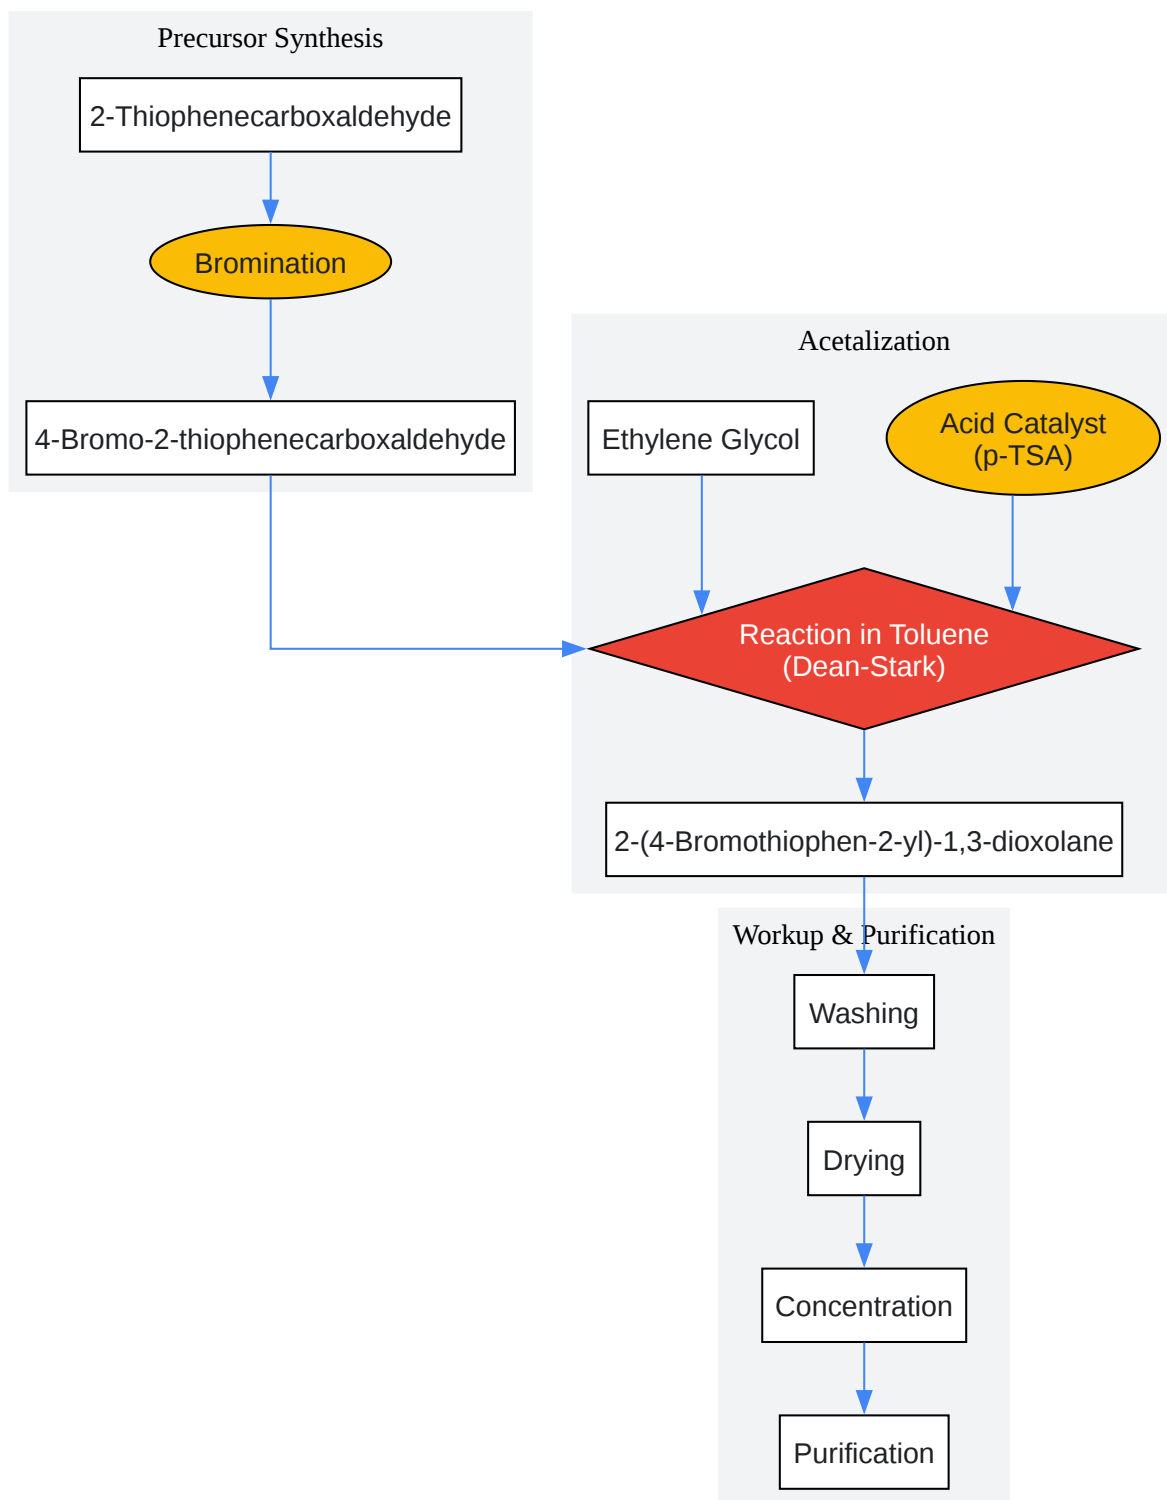 Precursor Synthesis
2-Thiophenecarboxaldehyde
Bromination
4-Bromo-2-thiophenecarboxaldehyde
Acetalization
Ethylene Glycol
Acid Catalyst
(p-TSA)
Reaction in Toluene
(Dean-Stark)
2-(4-Bromothiophen-2-yl)-1,3-dioxolane
Workup & Purification
Washing
Drying
Concentration
Purification